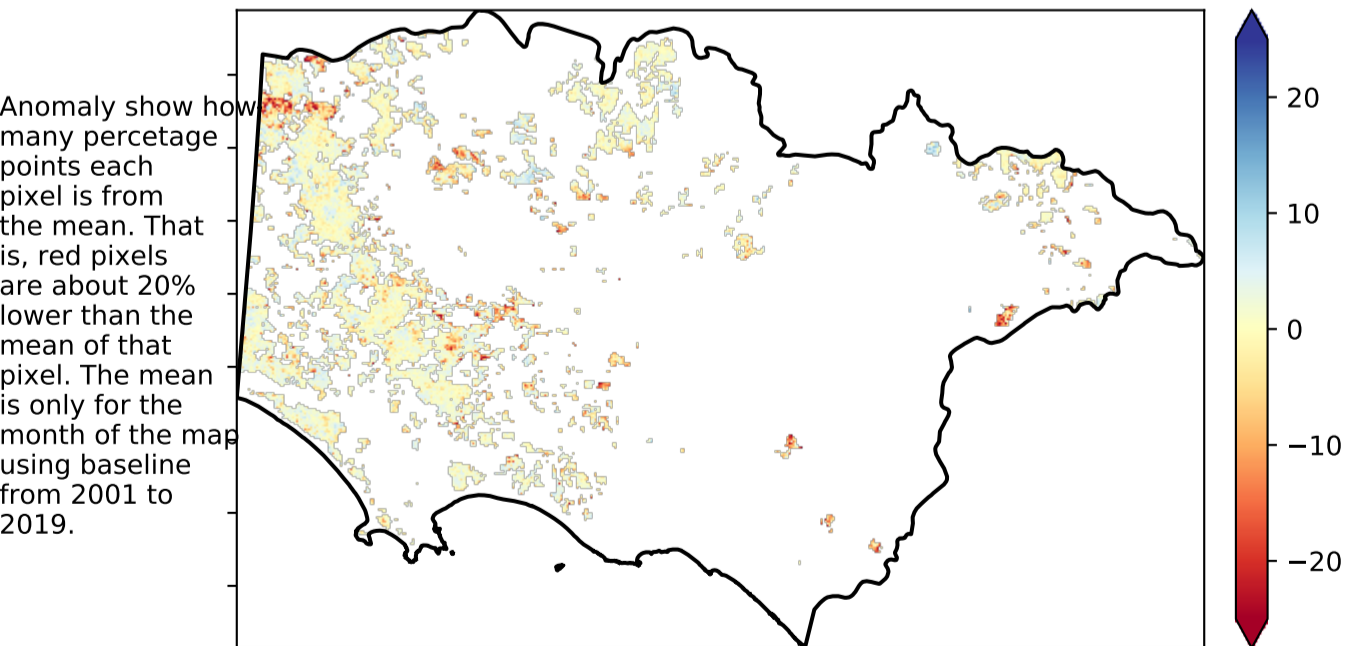 Anomaly show how
many percetage
points each
pixel is from
the mean. That
is, red pixels
are about 20%
lower than the
mean of that
pixel. The mean
is only for the
month of the map
using baseline
from 2001 to
2019.
20
10
0
−10
−20